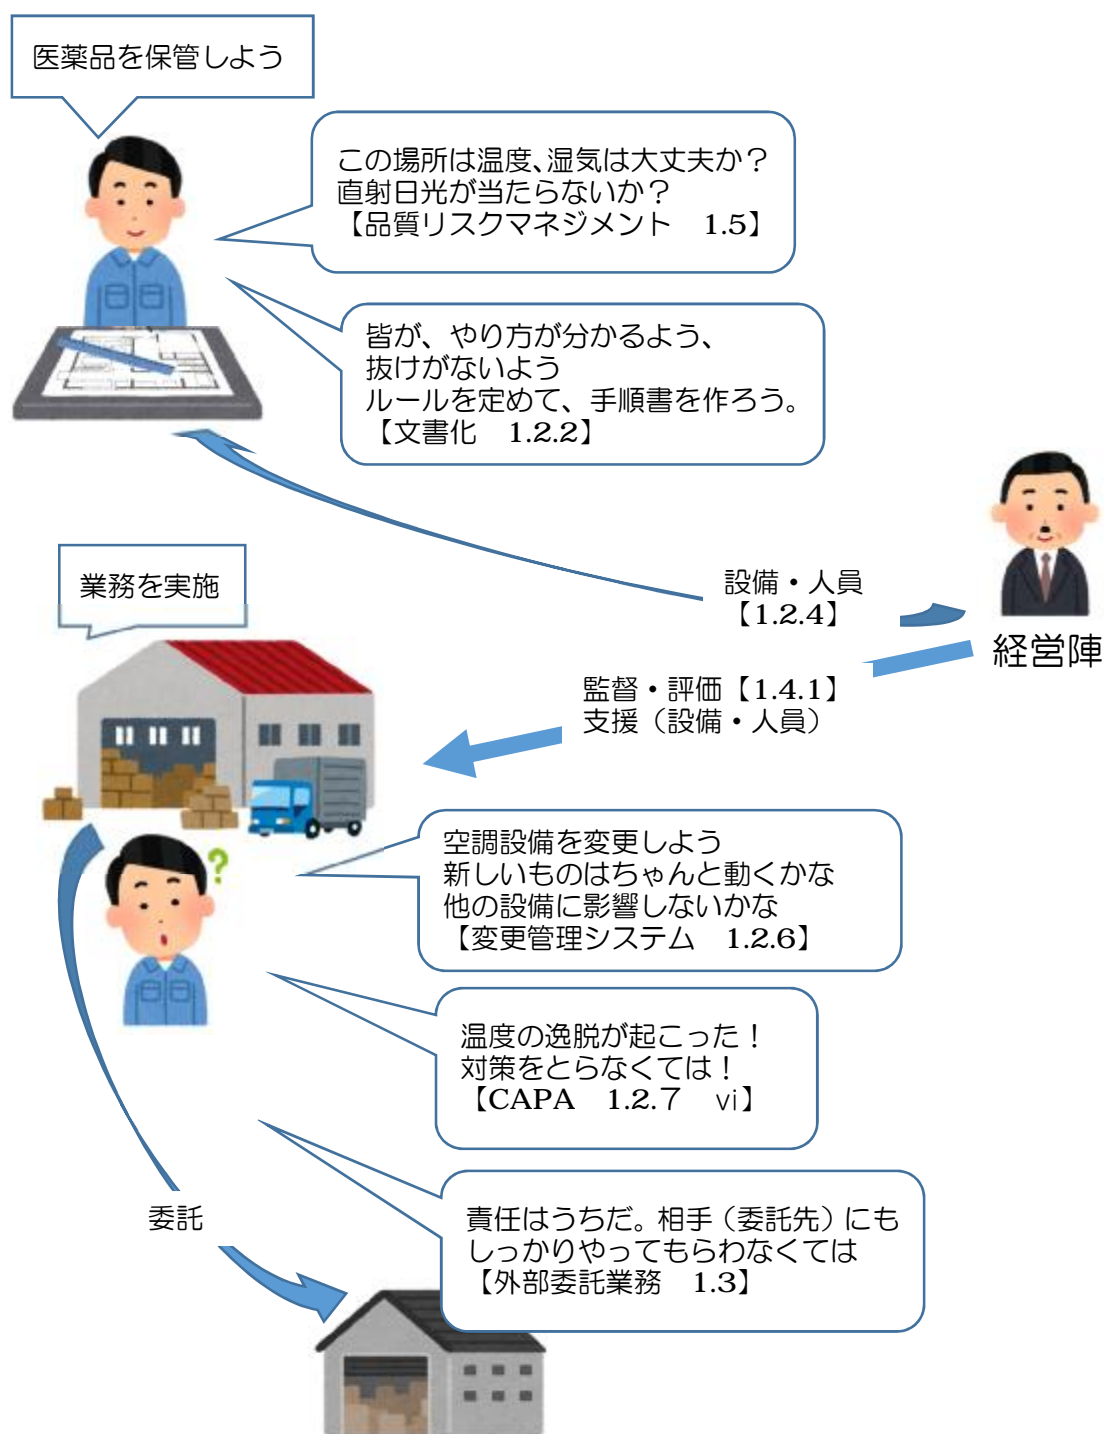 医薬品を保管しよう
この場所は温度、湿気は大丈夫か？
直射日光が当たらないか？
【品質リスクマネジメント　1.5】
皆が、やり方が分かるよう、
抜けがないよう
ルールを定めて、手順書を作ろう。
【文書化　1.2.2】
設備・人員
【1.2.4】
経営陣
業務を実施
監督・評価【1.4.1】
支援（設備・人員）
空調設備を変更しよう
新しいものはちゃんと動くかな
他の設備に影響しないかな
【変更管理システム　1.2.6】
温度の逸脱が起こった！
対策をとらなくては！
【CAPA　1.2.７　ⅵ】
委託
責任はうちだ。相手（委託先）にも
しっかりやってもらわなくては
【外部委託業務　1.3】